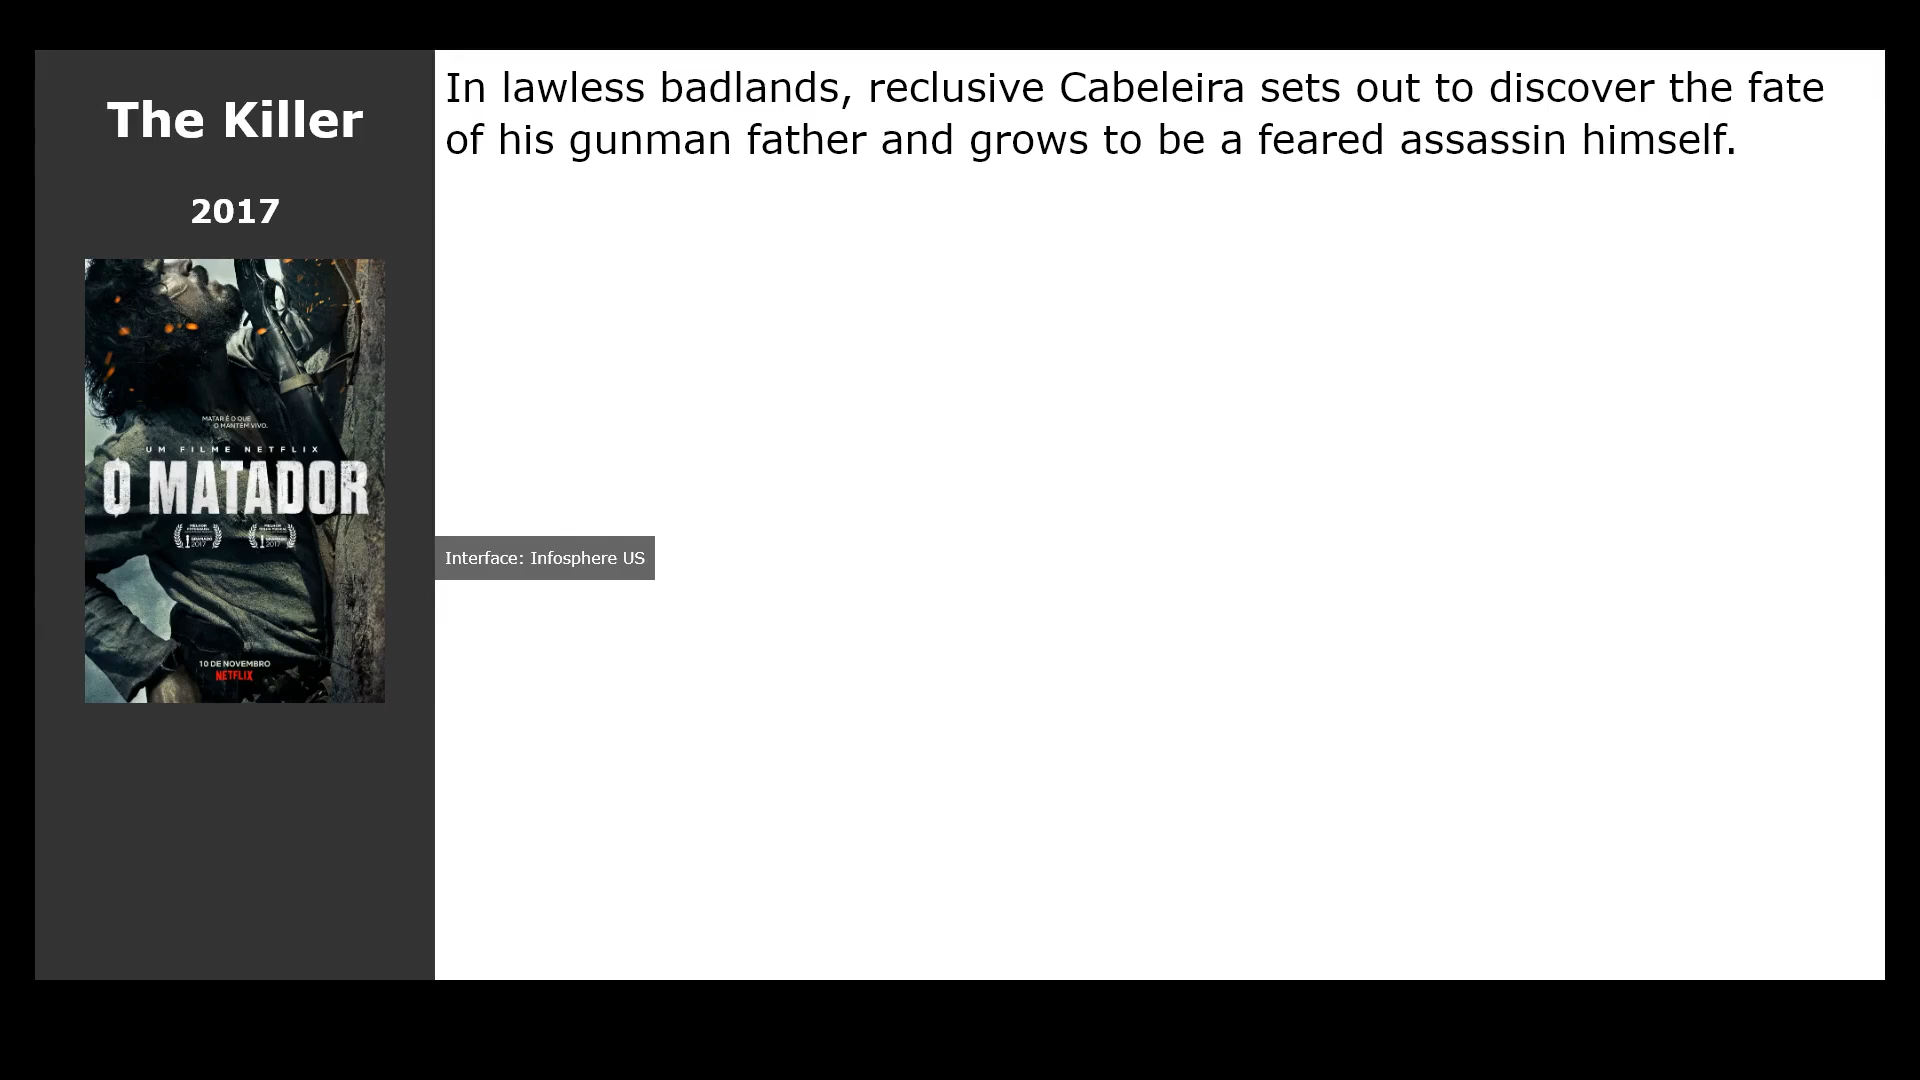 The Killer
2017
MATAR É O QUE
O MANTÉM VIVO.
UM FILME NETFLIX
O MATADOR
2017
2017
10 DE NOVEMBRO
NETFLIX
In lawless badlands, reclusive Cabeleira sets out to discover the fate
of his gunman father and grows to be a feared assassin himself.
Interface: Infosphere US